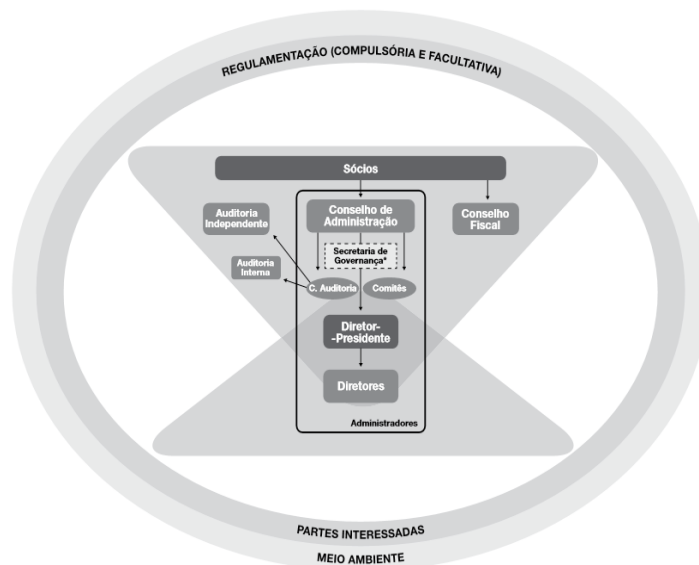 REGULAMENTAÇÃO (COMPULSÓRIA E FACULTATIVA)
Sócios
Auditoria
Independente
Conselho de
Administração
Conselho
Fiscal
Secretaria de
Governança*
Auditoria
Interna
C. Auditoria
Comitês
Diretor-
-Presidente
Diretores
Administradores
PARTES INTERESSADAS
MEIO AMBIENTE